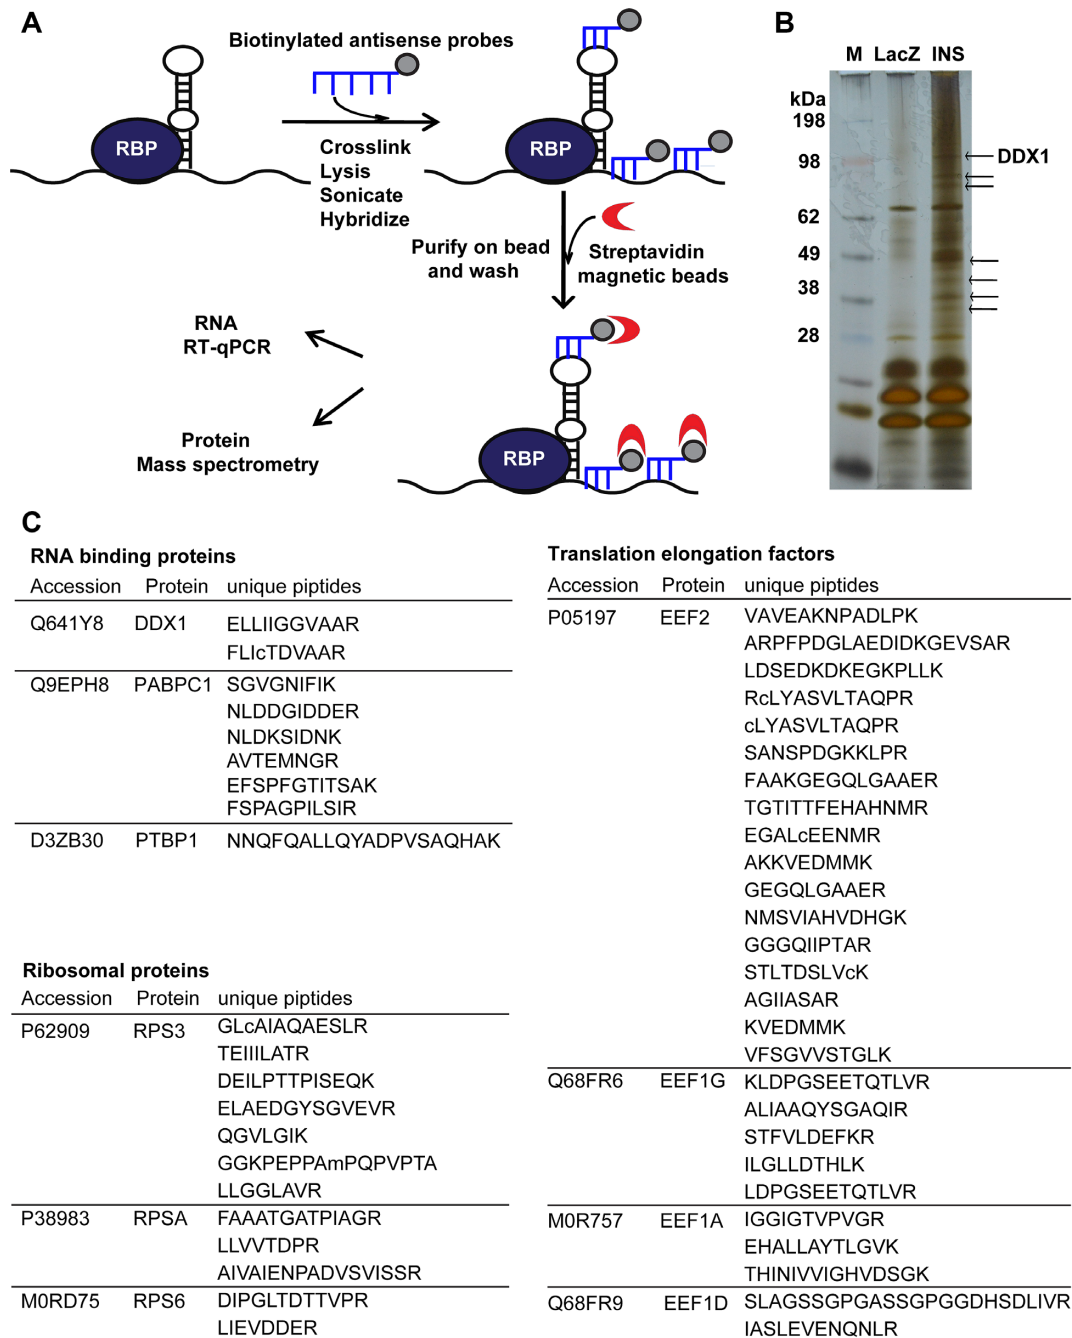 A
Biotinylated antisense probes
RBP
Crosslink
Lysis
Sonicate
Hybridize
RBP
Purify on bead
and wash
Streptavidin
magnetic beads
RNA
RT-qPCR
Protein
Mass spectrometry
RBP
B
M LacZ INS
kDa
198
98
62
49
38
28
DDX1
C
RNA binding proteins
Accession Protein unique piptides
Q641Y8 DDX1 ELLIIGGVAAR
FLIcTDVAAR
Q9EPH8 PABPC1 SGVGNIFIK
NLDDGIDDER
NLDKSIDNK
AVTEMNGR
EFSPFGTITSAK
FSPAGPILSIR
D3ZB30 PTBP1 NNQFQALLQYADPVSAQHAK
Ribosomal proteins
Accession Protein unique piptides
P62909 RPS3 GLcAIAQAESLR
TEIIILATR
DEILPTTPISEQK
ELAEDGYSGVEVR
QGVLGIK
GGKPEPPAmPQPVPTA
LLGGLAVR
P38983 RPSA FAAATGATPIAGR
LLVVTDPR
AIVAIENPADVSVISSR
M0RD75 RPS6 DIPGLTDTTVPR
LIEVDDER
Translation elongation factors
Accession Protein unique piptides
P05197 EEF2 VAVEAKNPADLPK
ARPFPDGLAEDIDKGEVSAR
LDSEDKDKEGKPLLK
RcLYASVLTAQPR
cLYASVLTAQPR
SANSPDGKKLPR
FAAKGEGQLGAAER
TGTITTFEHAHNMR
EGALcEENMR
AKKVEDMMK
GEGQLGAAER
NMSVIAHVDHGK
GGGQIIPTAR
STLTDSLVcK
AGIIASAR
KVEDMMK
VFSGVVSTGLK
Q68FR6 EEF1G KLDPGSEETQTLVR
ALIAAQYSGAQIR
STFVLDEFKR
ILGLLDTHLK
LDPGSEETQTLVR
M0R757 EEF1A IGGIGTVPVGR
EHALLAYTLGVK
THINIVVIGHVDSGK
Q68FR9 EEF1D SLAGSSGPGASSGPGGDHSDLIVR
IASLEVENQNLR